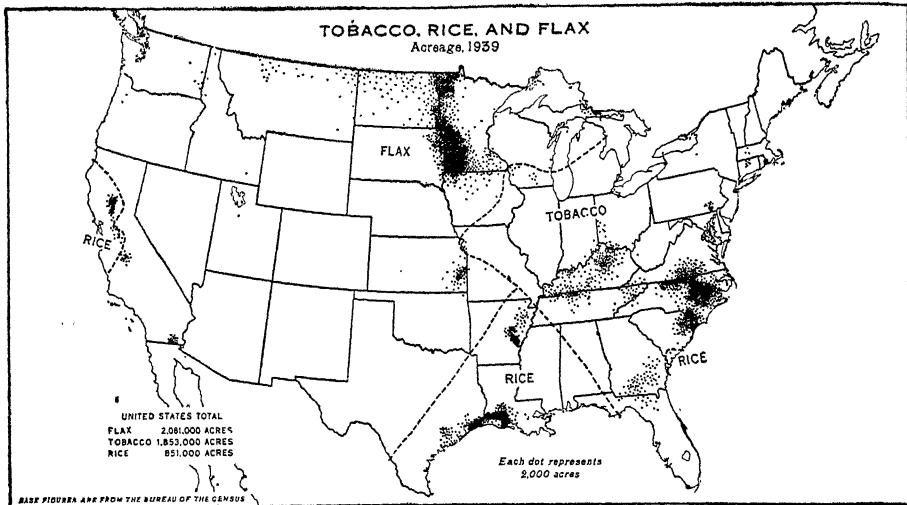 TOBACCO, RICE, AND FLAX
Acreage, 1939
FLAX
TOBACCO
RICE
RICE
RICE
UNITED STATES TOTAL
FLAX 2,081,000 ACRES
TOBACCO 1,853,000 ACRES
RICE 851,000 ACRES
Each dot represents
2,000 acres
BASE FIGURES ARE FROM THE BUREAU OF THE CENSUS